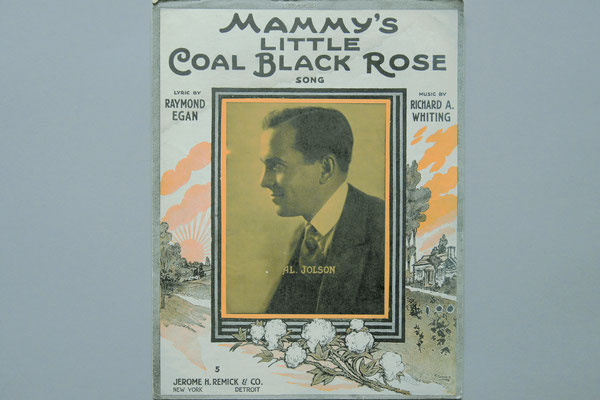 MAMMY'S
LITTLE
COAL BLACK ROSE
SONG
LYRIC BY
RAYMOND
EGAN
MUSIC BY
RICHARD A.
WHITING
AL. JOLSON
5
JEROME H. REMICK & CO.
NEW YORK DETROIT